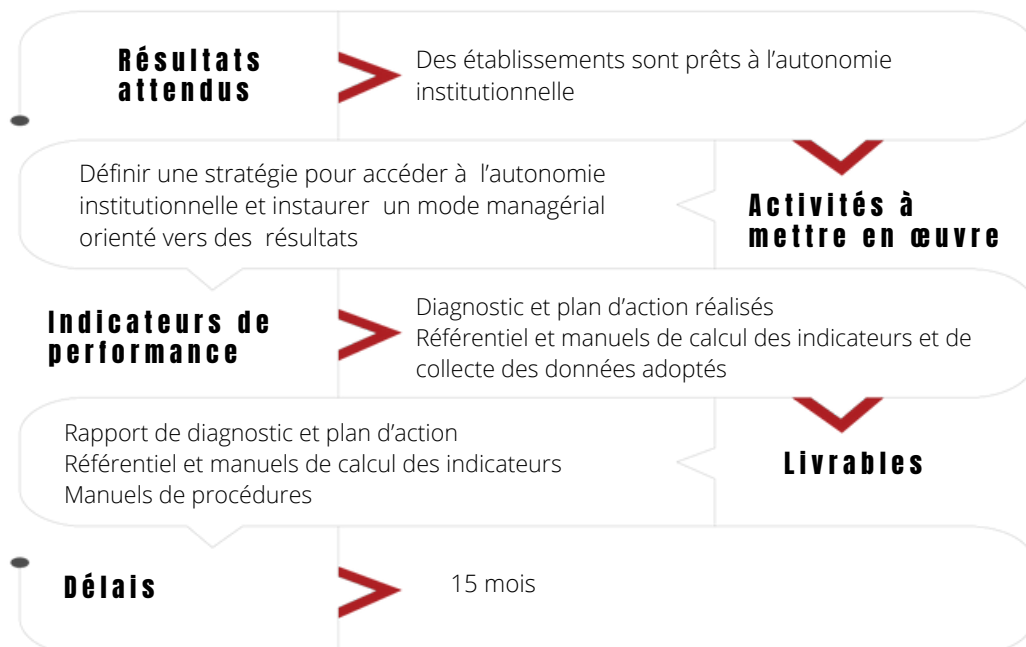 Résultats
attendus
Des établissements sont prêts à l'autonomie
institutionnelle
Définir une stratégie pour accéder à l'autonomie
institutionnelle et instaurer un mode managérial
orienté vers des résultats
Activités à
mettre en œuvre
Indicateurs de
performance
Diagnostic et plan d'action réalisés
Référentiel et manuels de calcul des indicateurs et de
collecte des données adoptés
Rapport de diagnostic et plan d'action
Référentiel et manuels de calcul des indicateurs
Manuels de procédures
Livrables
Délais
15 mois